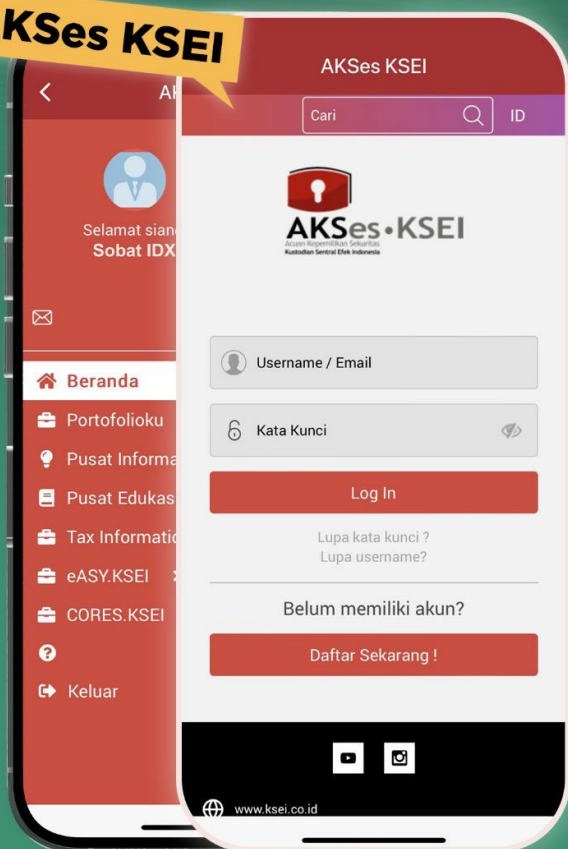 KSes KSEI
AKSes KSEI
Cari
ID
AKSes•KSEI
Acuan Kepemilikan Sekuritas
Kustodian Sentral Efek Indonesia
Username / Email
Kata Kunci
Log In
Lupa kata kunci ?
Lupa username?
Belum memiliki akun?
Daftar Sekarang !
www.ksei.co.id
Selamat sian
Sobat IDX
Beranda
Portofolioku
Pusat Informa
Pusat Edukas
Tax Informatio
eASY.KSEI
CORES.KSEI
Keluar